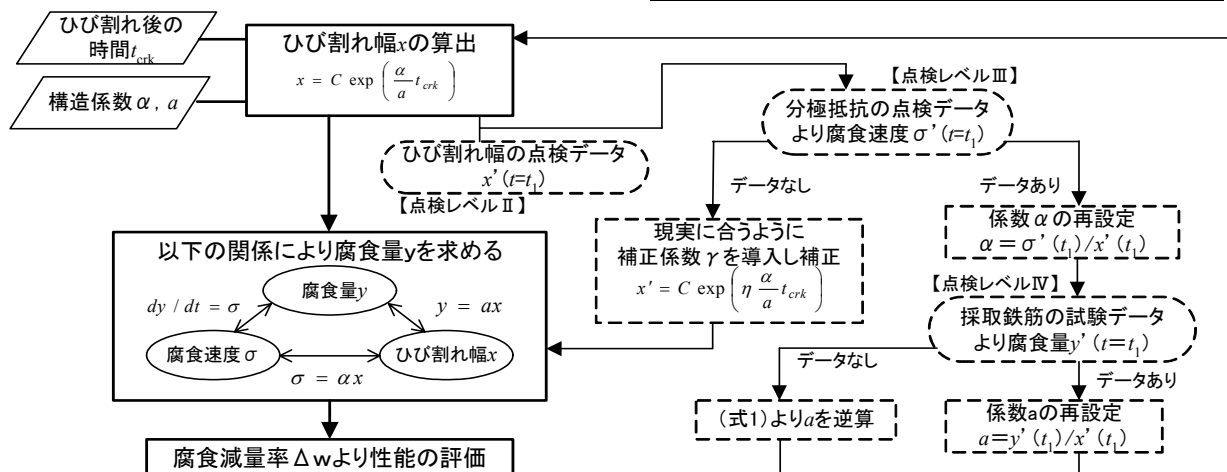 ひび割れ後の
時間t_crk
構造係数α, a
ひび割れ幅xの算出
x = C exp ( α/a t_crk )
ひび割れ幅の点検データ
x’(t=t₁)
【点検レベルⅡ】
【点検レベルⅢ】
分極抵抗の点検データ
より腐食速度σ’(t=t₁)
データなし
データあり
現実に合うように
補正係数γを導入し補正
x′ = C exp ( η α/a t_crk )
係数αの再設定
α=σ’(t₁)/x’(t₁)
【点検レベルⅣ】
採取鉄筋の試験データ
より腐食量y’(t=t₁)
データなし
データあり
(式1)よりaを逆算
係数aの再設定
a=y’(t₁)/x’(t₁)
以下の関係により腐食量yを求める
腐食量y
dy / dt = σ
y = ax
腐食速度σ
ひび割れ幅x
σ = αx
腐食減量率Δwより性能の評価